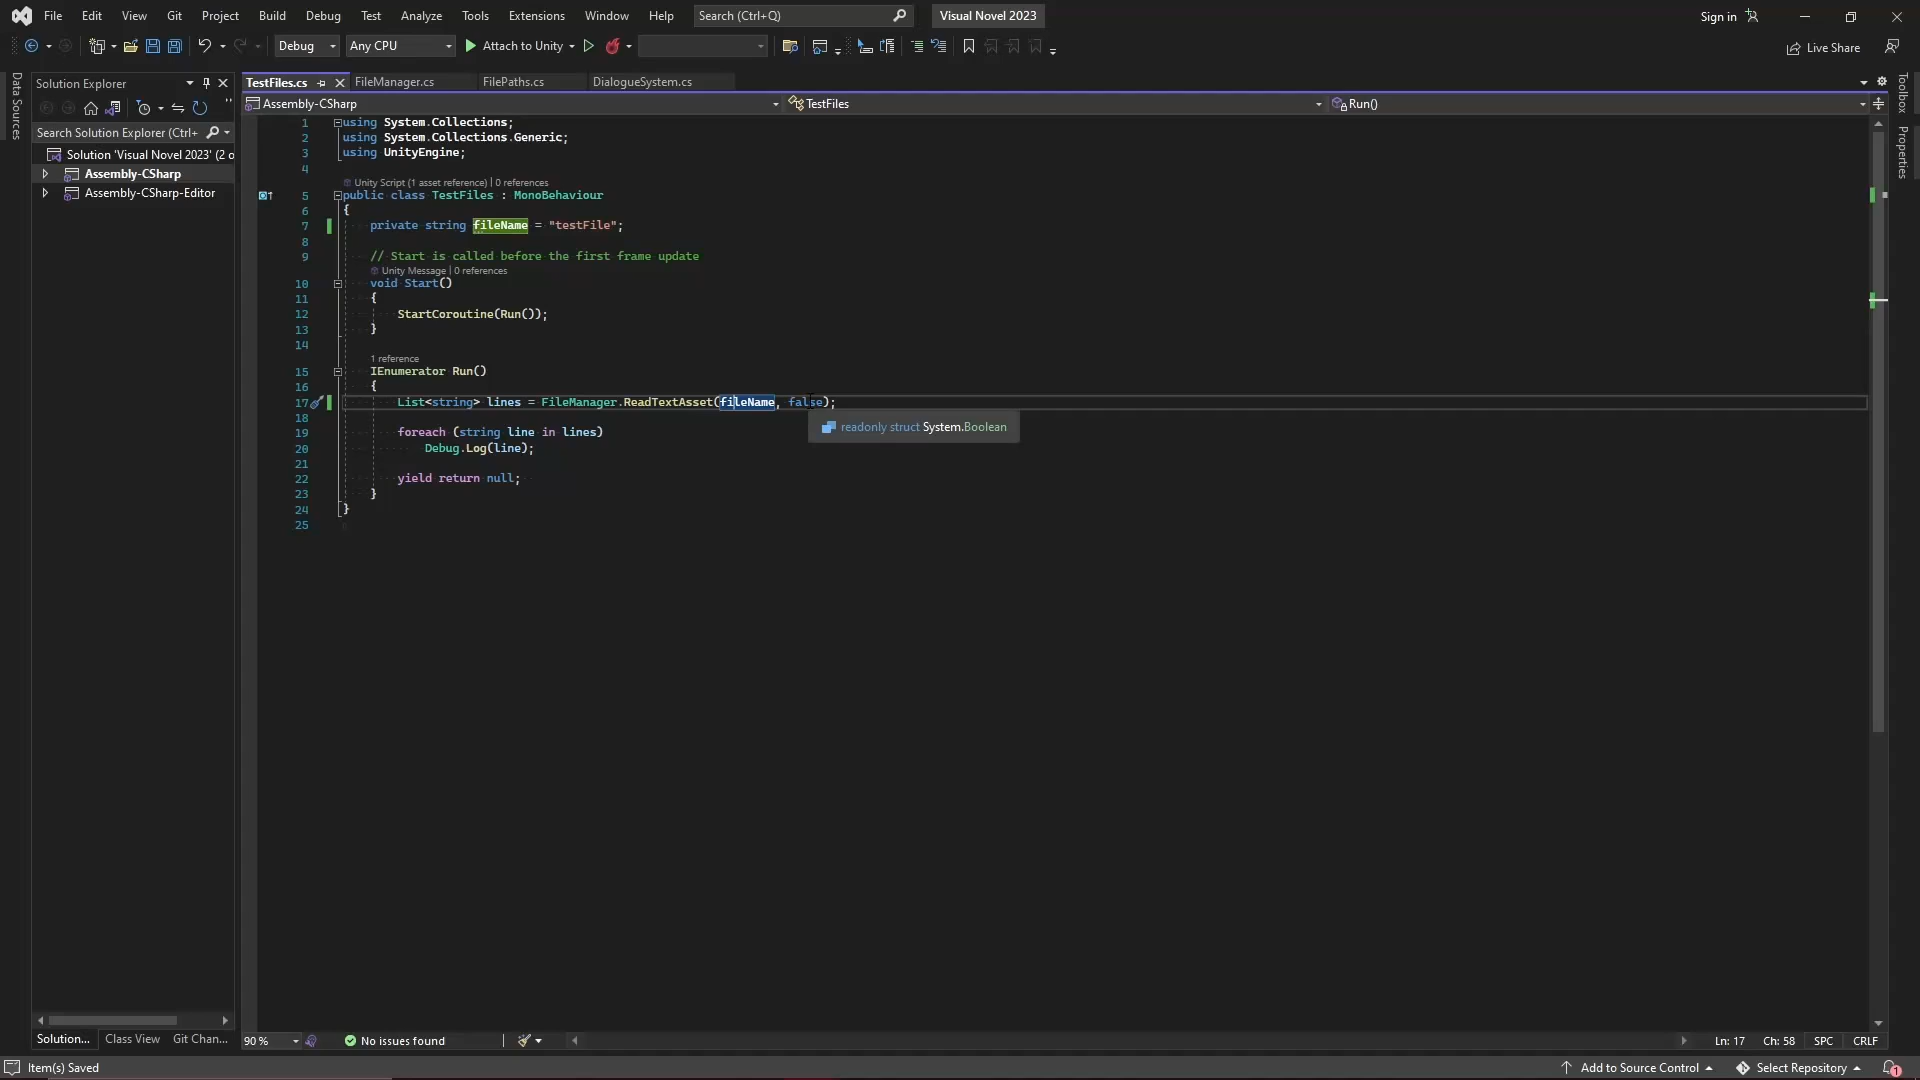 File Edit View Git Project Build Debug Test Analyze Tools Extensions Window Help Search (Ctrl+Q) Visual Novel 2023 Sign in
Debug Any CPU Attach to Unity Live Share
Data Sources
Solution Explorer
Search Solution Explorer (Ctrl+
Solution 'Visual Novel 2023' (2 o
Assembly-CSharp
Assembly-CSharp-Editor
TestFiles.cs FileManager.cs FilePaths.cs DialogueSystem.cs
Assembly-CSharp TestFiles Run()
1 using System.Collections;
2 using System.Collections.Generic;
3 using UnityEngine;
4
Unity Script (1 asset reference) | 0 references
5 public class TestFiles : MonoBehaviour
6 {
7 private string fileName = "testFile";
8
9 // Start is called before the first frame update
Unity Message | 0 references
10 void Start()
11 {
12 StartCoroutine(Run());
13 }
14
1 reference
15 IEnumerator Run()
16 {
17 List<string> lines = FileManager.ReadTextAsset(fileName, false);
readonly struct System.Boolean
18
19 foreach (string line in lines)
20 Debug.Log(line);
21
22 yield return null;
23 }
24 }
25
Toolbox
Properties
Solution... Class View Git Chan...
90 % No issues found Ln: 17 Ch: 58 SPC CRLF
Item(s) Saved Add to Source Control Select Repository 1